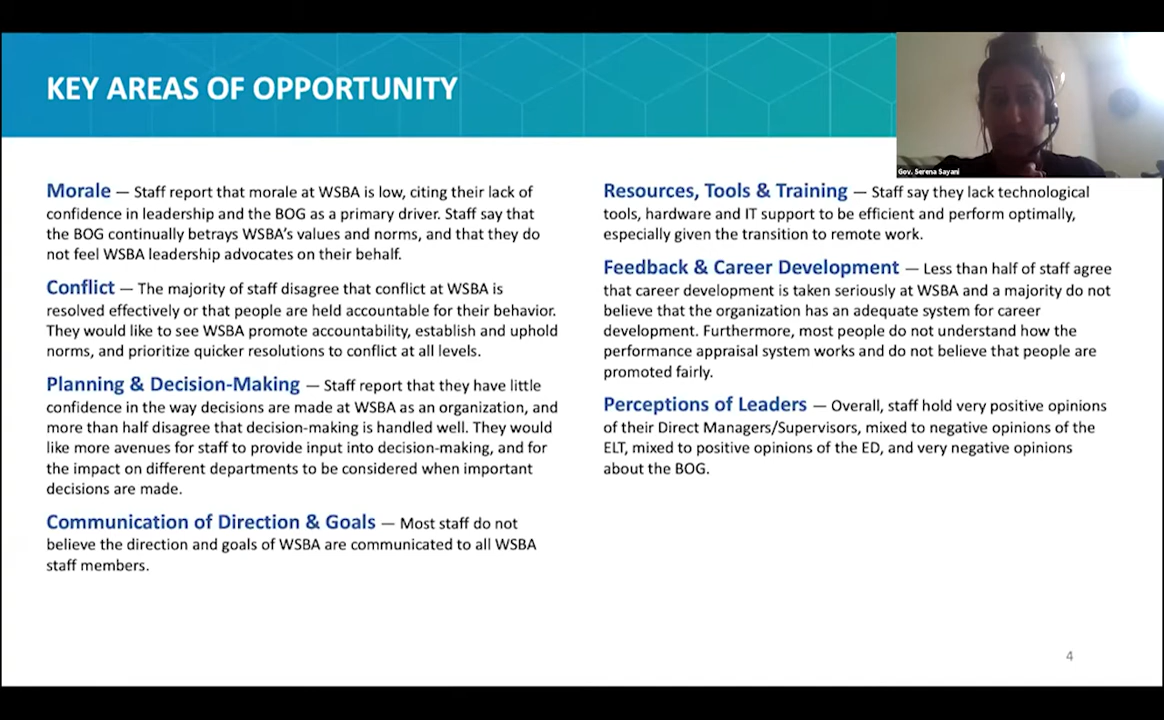 KEY AREAS OF OPPORTUNITY
Gov. Serena Sayani
Morale — Staff report that morale at WSBA is low, citing their lack of
confidence in leadership and the BOG as a primary driver. Staff say that
the BOG continually betrays WSBA's values and norms, and that they do
not feel WSBA leadership advocates on their behalf.
Conflict — The majority of staff disagree that conflict at WSBA is
resolved effectively or that people are held accountable for their behavior.
They would like to see WSBA promote accountability, establish and uphold
norms, and prioritize quicker resolutions to conflict at all levels.
Planning & Decision-Making — Staff report that they have little
confidence in the way decisions are made at WSBA as an organization, and
more than half disagree that decision-making is handled well. They would
like more avenues for staff to provide input into decision-making, and for
the impact on different departments to be considered when important
decisions are made.
Communication of Direction & Goals — Most staff do not
believe the direction and goals of WSBA are communicated to all WSBA
staff members.
Resources, Tools & Training — Staff say they lack technological
tools, hardware and IT support to be efficient and perform optimally,
especially given the transition to remote work.
Feedback & Career Development — Less than half of staff agree
that career development is taken seriously at WSBA and a majority do not
believe that the organization has an adequate system for career
development. Furthermore, most people do not understand how the
performance appraisal system works and do not believe that people are
promoted fairly.
Perceptions of Leaders — Overall, staff hold very positive opinions
of their Direct Managers/Supervisors, mixed to negative opinions of the
ELT, mixed to positive opinions of the ED, and very negative opinions
about the BOG.
4